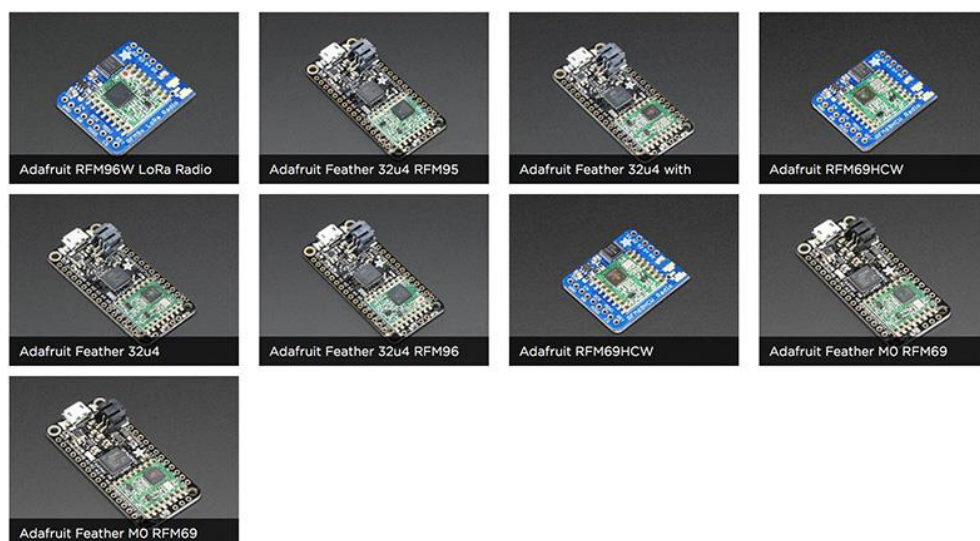 Adafruit RFM96W LoRa Radio
Adafruit Feather 32u4 RFM95
Adafruit Feather 32u4 with
Adafruit RFM69HCW
Adafruit Feather 32u4
Adafruit Feather 32u4 RFM96
Adafruit RFM69HCW
Adafruit Feather M0 RFM69
Adafruit Feather M0 RFM69